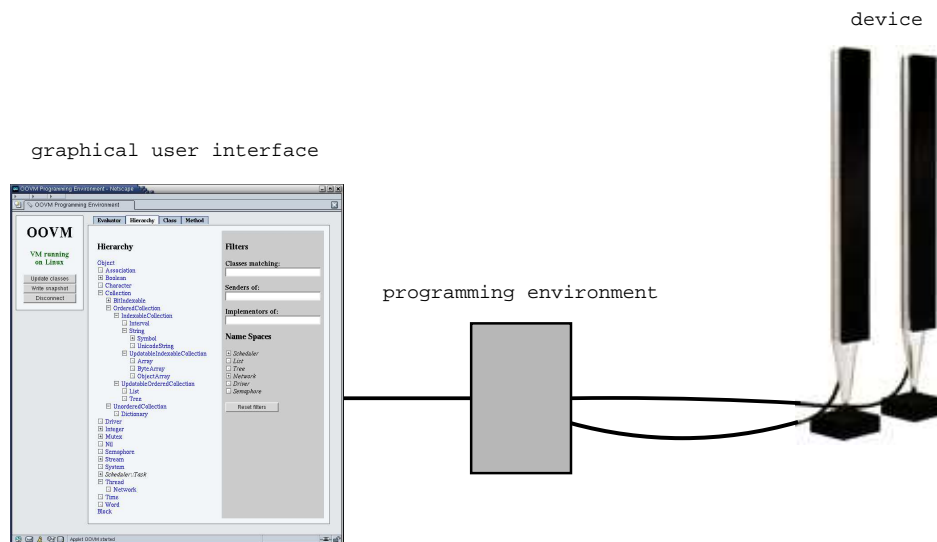 device
graphical user interface
OOVM Programming Environment - Netscape
OOVM Programming Environment
Evaluator Hierarchy Class Method
OOVM
VM running
on Linux
Update classes
Write snapshot
Disconnect
Hierarchy
Object
Association
Boolean
Character
Collection
BitIndexable
OrderedCollection
IndexableCollection
Interval
String
Symbol
UnicodeString
UpdatableIndexableCollection
Array
ByteArray
ObjectArray
UpdatableOrderedCollection
List
Tree
UnorderedCollection
Dictionary
Driver
Integer
Mutex
Nil
Semaphore
Stream
System
Scheduler::Task
Thread
Network
Time
Word
Block
Filters
Classes matching:
Senders of:
Implementors of:
Name Spaces
Scheduler
List
Tree
Network
Driver
Semaphore
Reset filters
Applet OOVM started
programming environment